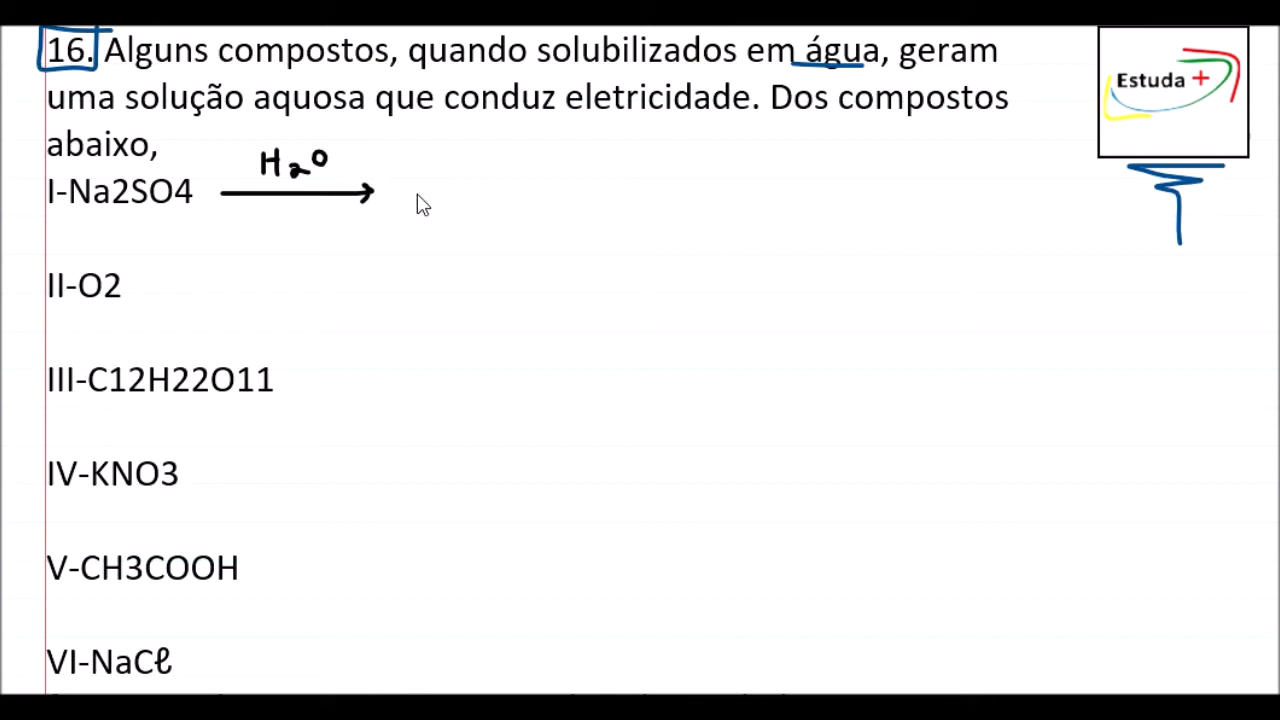 16. Alguns compostos, quando solubilizados em água, geram
uma solução aquosa que conduz eletricidade. Dos compostos
abaixo,
H2O
I-Na2SO4
II-O2
III-C12H22O11
IV-KNO3
V-CH3COOH
VI-NaCℓ
Estuda +